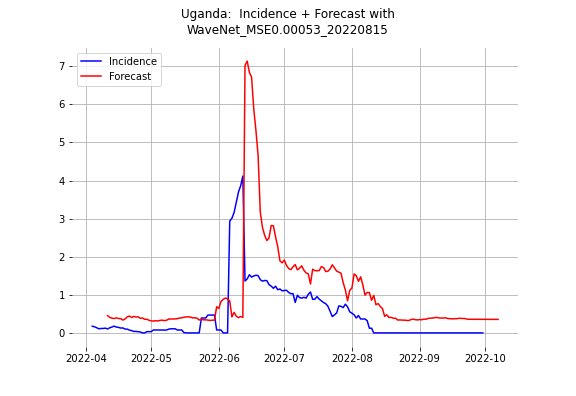 Uganda:  Incidence + Forecast with
WaveNet_MSE0.00053_20220815
Incidence
Forecast
7
6
5
4
3
2
1
0
2022-04 2022-05 2022-06 2022-07 2022-08 2022-09 2022-10